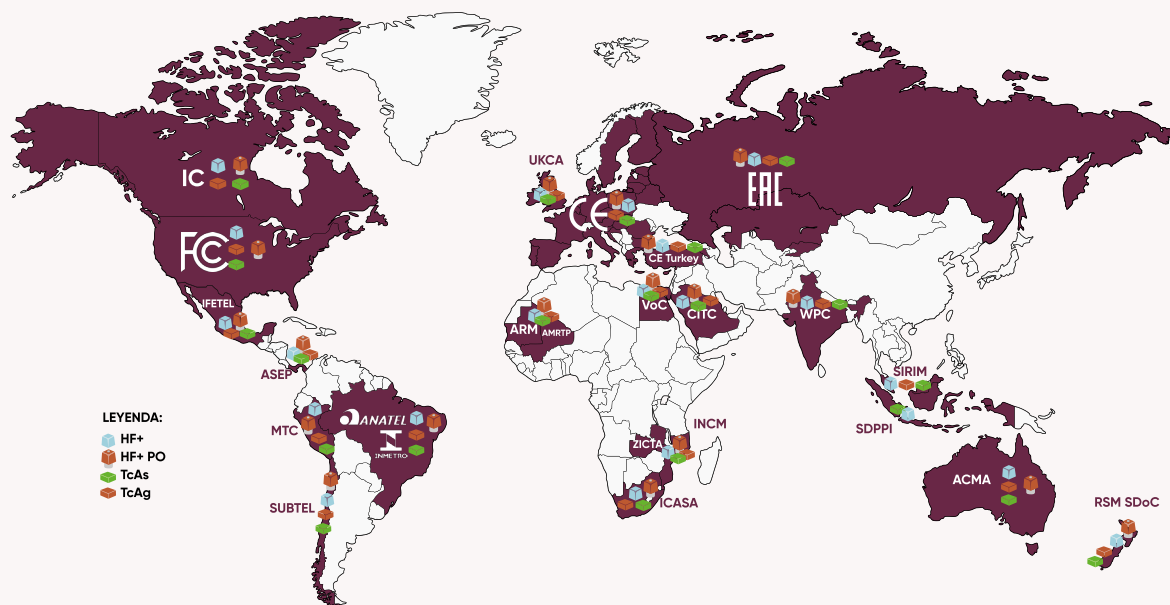 UKCA
IC
EAC
CE
FCC
CE Turkey
IFETEL
VoC
CITC
WPC
ARM
AMRTP
ASEP
SIRIM
LEYENDA:
HF+
HF+ PO
TcAs
TcAg
MTC
ANATEL
INMETRO
INCM
ZICTA
SDPPI
SUBTEL
ICASA
ACMA
RSM SDoC